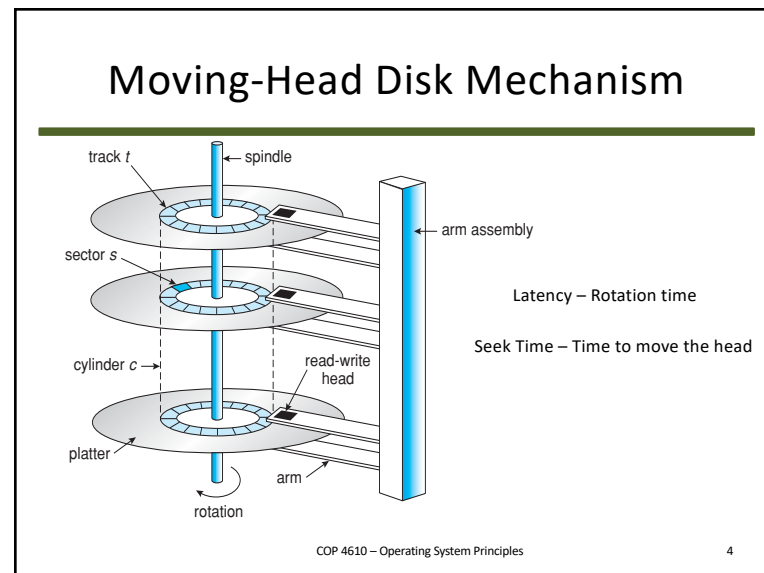 Moving-Head Disk Mechanism
track t
spindle
arm assembly
sector s
Latency – Rotation time
Seek Time – Time to move the head
cylinder c
read-write
head
platter
arm
rotation
COP 4610 – Operating System Principles
4